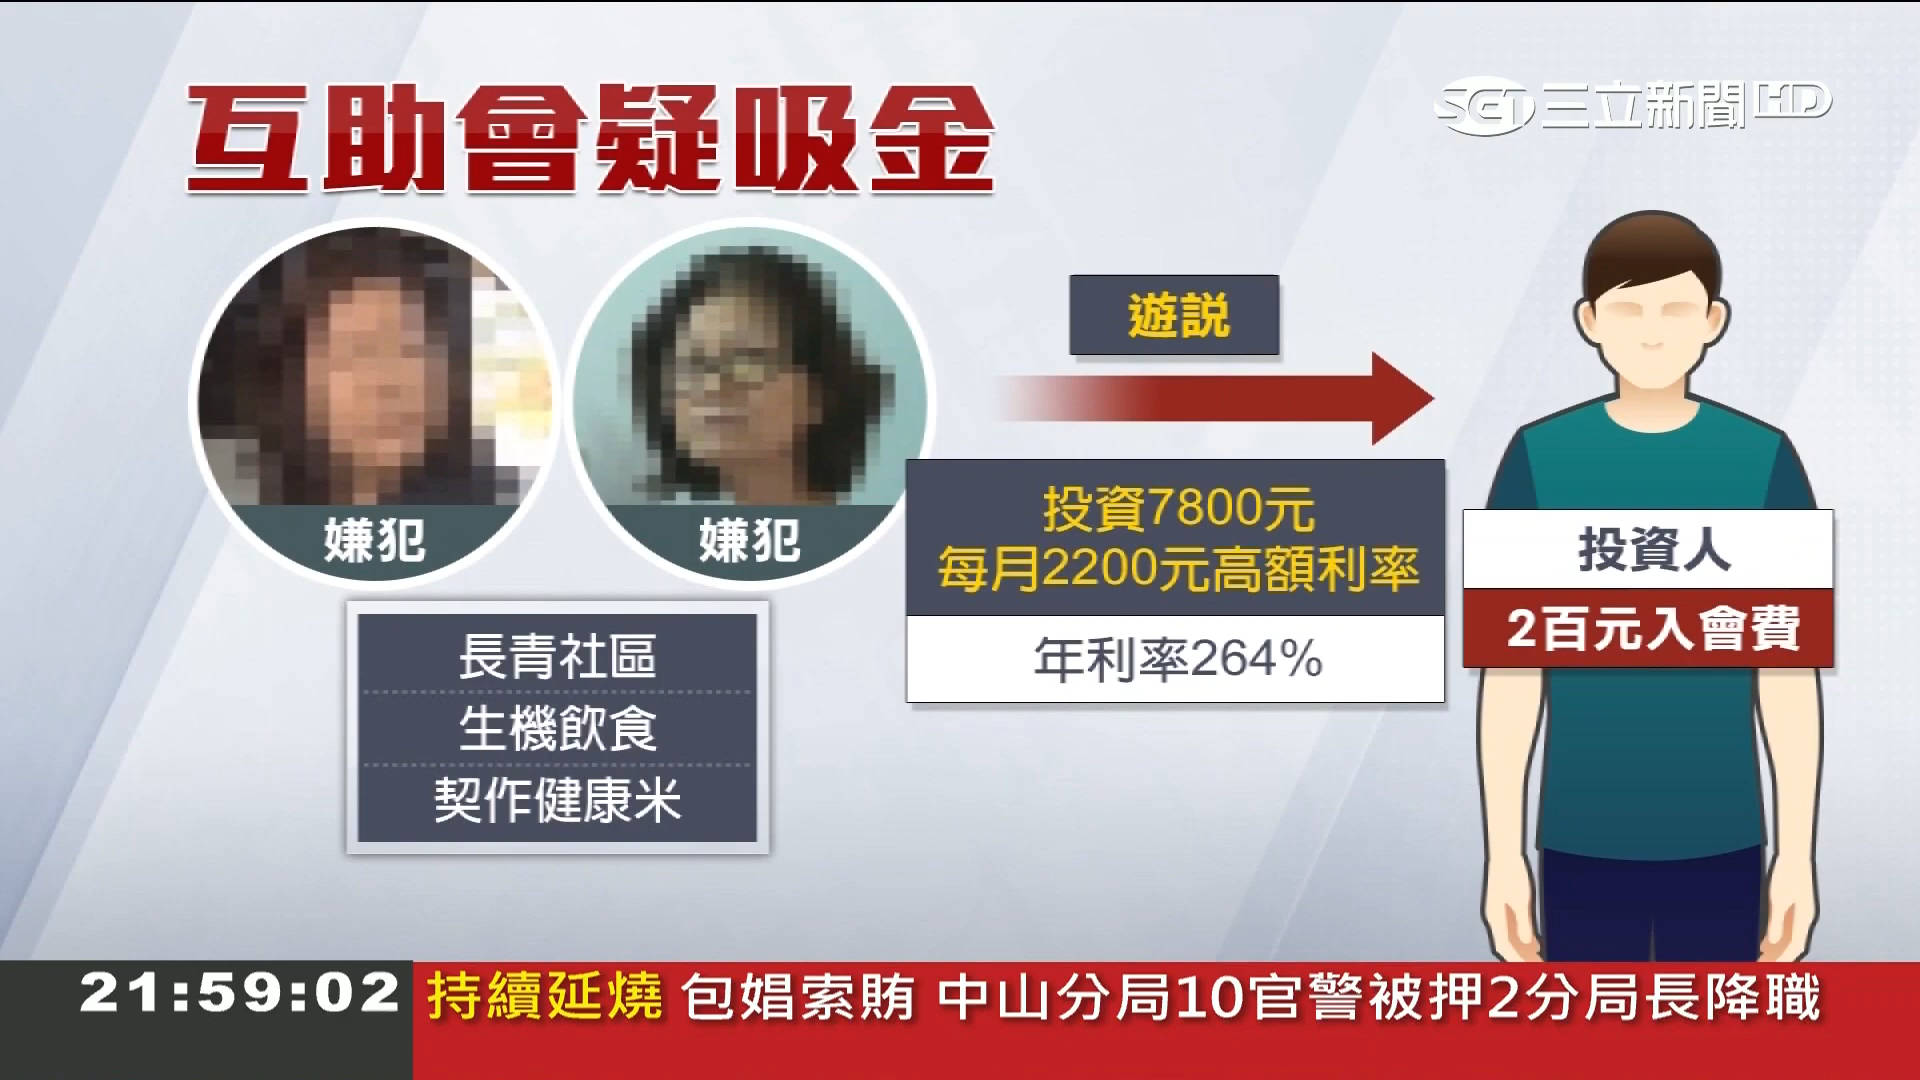 互助會疑吸金
SET三立新聞HD
嫌犯
嫌犯
遊說
投資7800元
每月2200元高額利率
年利率264%
投資人
2百元入會費
長青社區
生機飲食
契作健康米
21:59:02
持續延燒 包娼索賄 中山分局10官警被押2分局長降職